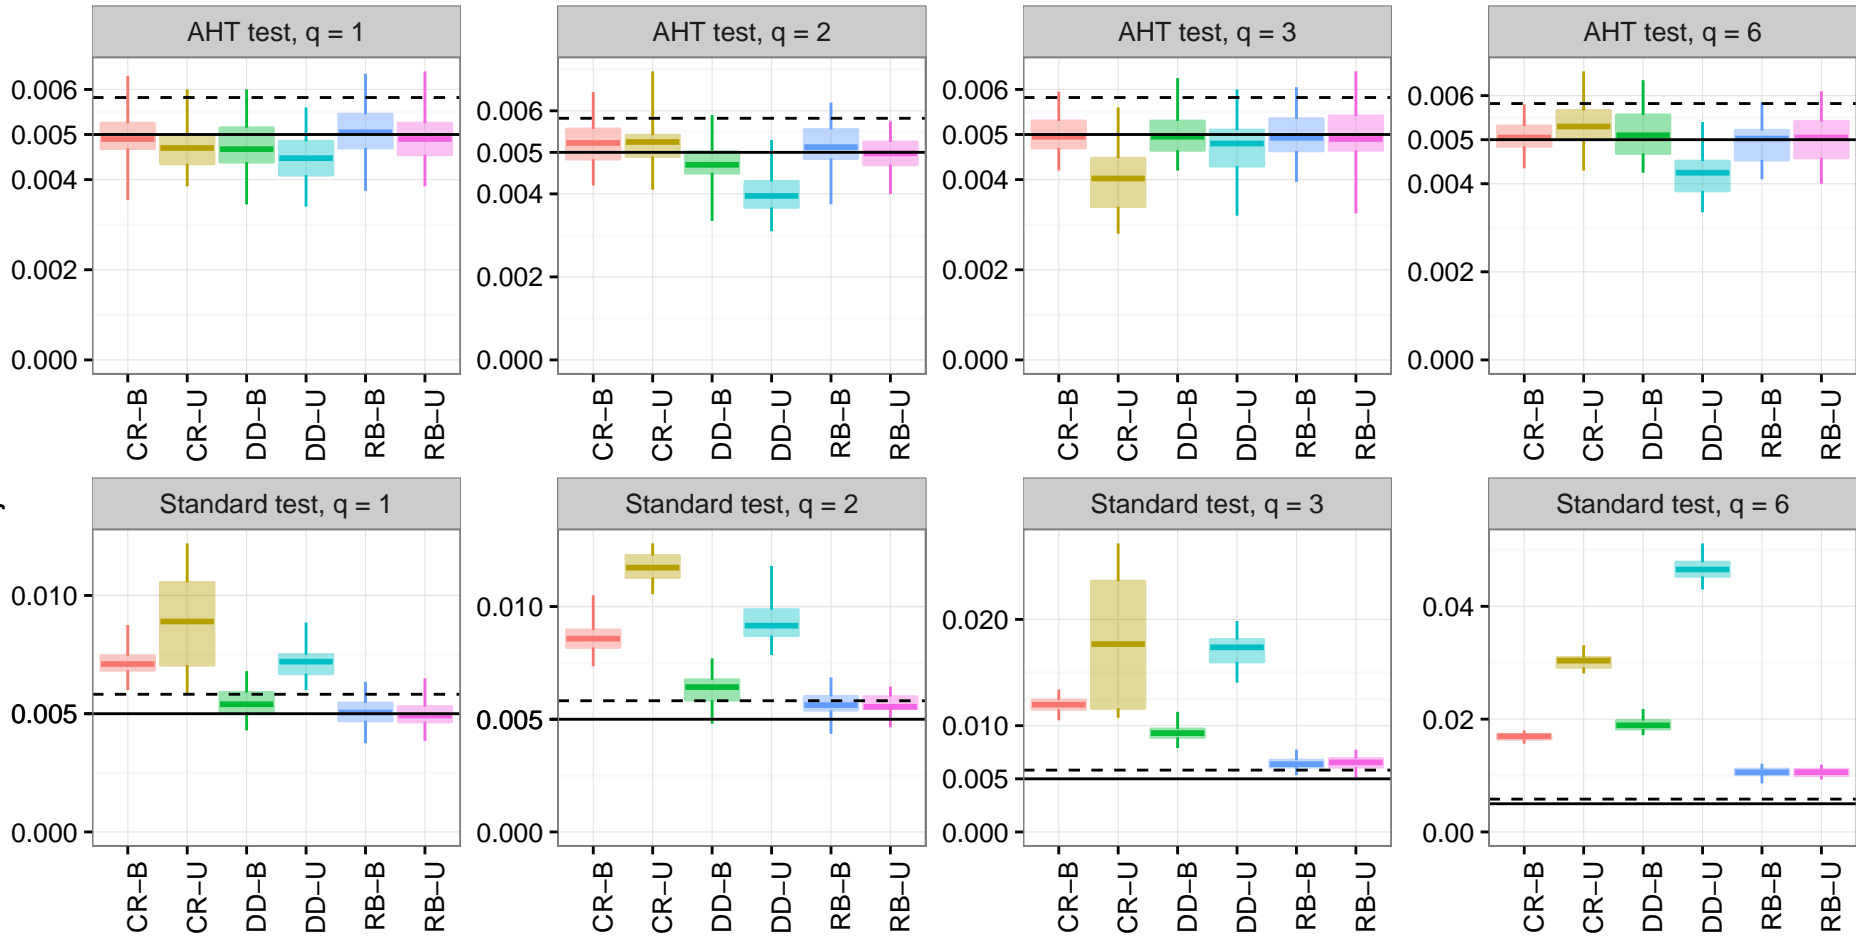 AHT test, q = 1
AHT test, q = 2
AHT test, q = 3
AHT test, q = 6
0.006
0.005
0.004
0.002
0.000
0.006
0.005
0.004
0.002
0.000
0.006
0.005
0.004
0.002
0.000
0.006
0.005
0.004
0.002
0.000
CR−B
CR−U
DD−B
DD−U
RB−B
RB−U
CR−B
CR−U
DD−B
DD−U
RB−B
RB−U
CR−B
CR−U
DD−B
DD−U
RB−B
RB−U
CR−B
CR−U
DD−B
DD−U
RB−B
RB−U
Standard test, q = 1
Standard test, q = 2
Standard test, q = 3
Standard test, q = 6
0.010
0.005
0.000
0.010
0.005
0.000
0.020
0.010
0.005
0.000
0.04
0.02
0.00
CR−B
CR−U
DD−B
DD−U
RB−B
RB−U
CR−B
CR−U
DD−B
DD−U
RB−B
RB−U
CR−B
CR−U
DD−B
DD−U
RB−B
RB−U
CR−B
CR−U
DD−B
DD−U
RB−B
RB−U